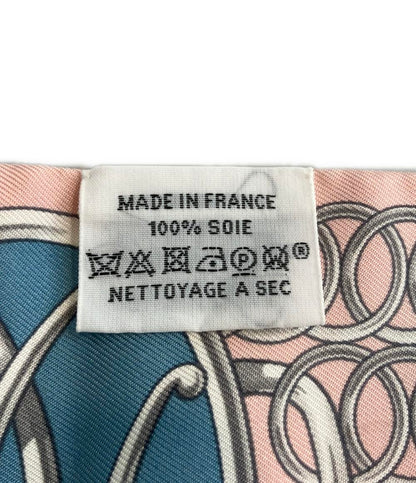 MADE IN FRANCE
100% SOIE
P W ®
NETTOYAGE A SEC